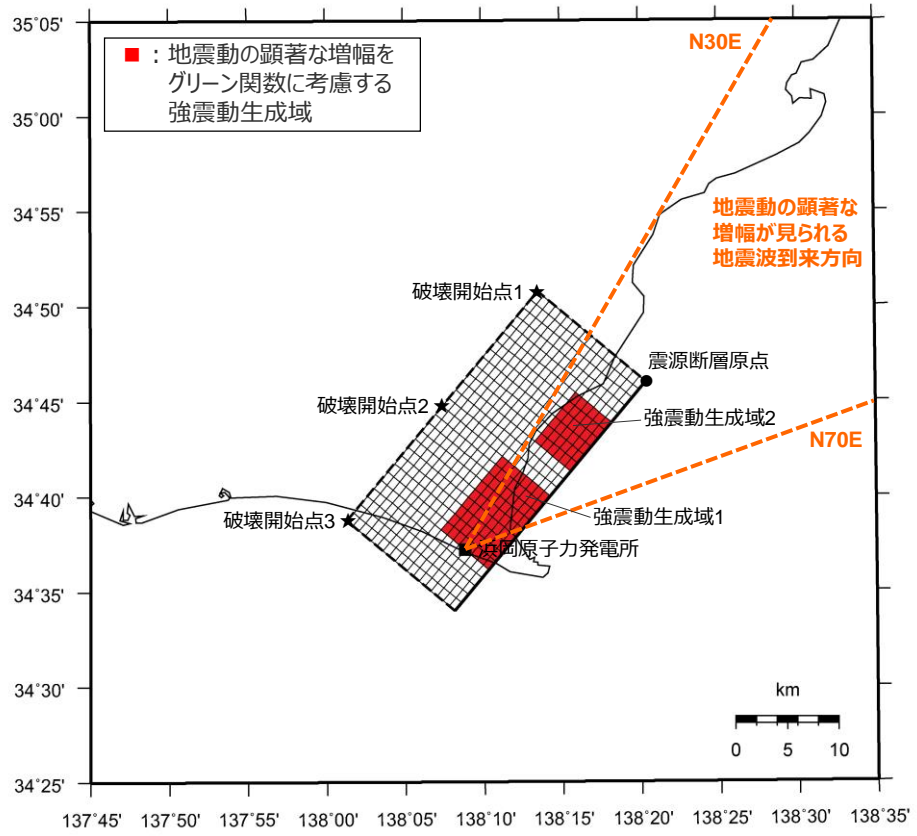 35°05'
35°00'
34°55'
34°50'
34°45'
34°40'
34°35'
34°30'
34°25'
■ : 地震動の顕著な増幅を
グリーン関数に考慮する
強震動生成域
N30E
地震動の顕著な
増幅が見られる
地震波到来方向
破壊開始点1
震源断層原点
破壊開始点2
強震動生成域2
N70E
破壊開始点3
強震動生成域1
浜岡原子力発電所
km
0 5 10
137°45' 137°50' 137°55' 138°00' 138°05' 138°10' 138°15' 138°20' 138°25' 138°30' 138°35'